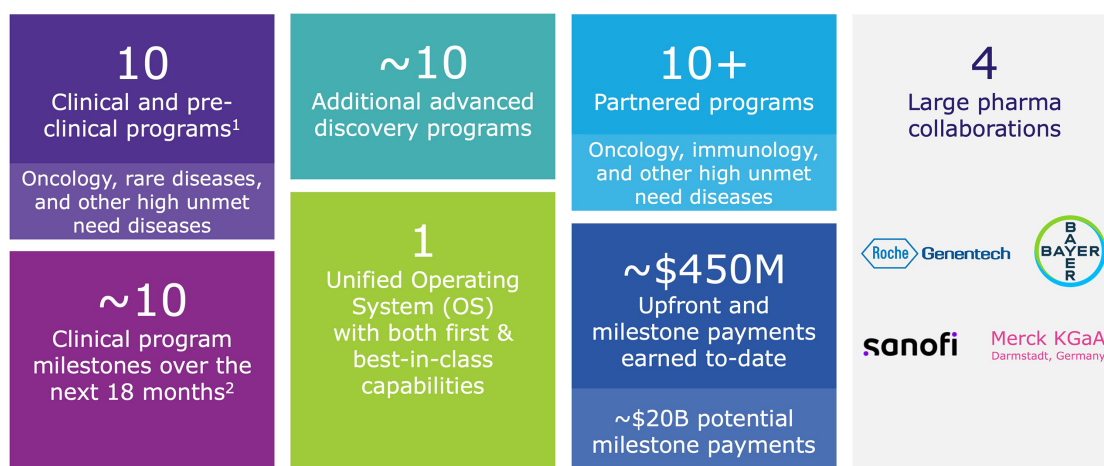 10
Clinical and pre-
clinical programs¹
Oncology, rare diseases,
and other high unmet
need diseases
~10
Clinical program
milestones over the
next 18 months²
~10
Additional advanced
discovery programs
1
Unified Operating
System (OS)
with both first &
best-in-class
capabilities
10+
Partnered programs
Oncology, immunology,
and other high unmet
need diseases
~$450M
Upfront and
milestone payments
earned to-date
~$20B potential
milestone payments
4
Large pharma
collaborations
Roche Genentech
BAYER
BAYER
sanofi
Merck KGaA
Darmstadt, Germany